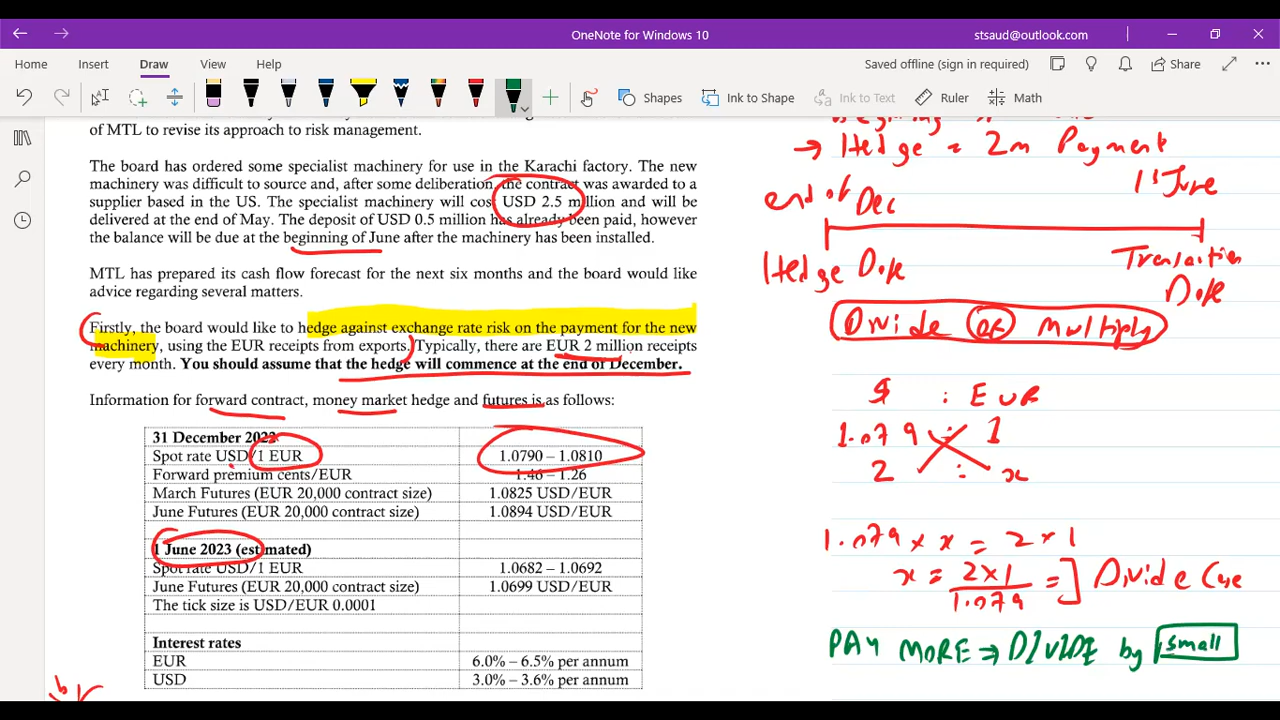 OneNote for Windows 10
stsaud@outlook.com
Home Insert Draw View Help
Saved offline (sign in required)
Share
Shapes
Ink to Shape
Ink to Text
Ruler
Math
of MTL to revise its approach to risk management.
The board has ordered some specialist machinery for use in the Karachi factory. The new
machinery was difficult to source and, after some deliberation, the contract was awarded to a
supplier based in the US. The specialist machinery will cost USD 2.5 million and will be
delivered at the end of May. The deposit of USD 0.5 million has already been paid, however
the balance will be due at the beginning of June after the machinery has been installed.
MTL has prepared its cash flow forecast for the next six months and the board would like
advice regarding several matters.
Firstly, the board would like to hedge against exchange rate risk on the payment for the new
machinery, using the EUR receipts from exports. Typically, there are EUR 2 million receipts
every month. You should assume that the hedge will commence at the end of December.
Information for forward contract, money market hedge and futures is as follows:
31 December 2022
Spot rate USD/1 EUR 1.0790 – 1.0810
Forward premium cents/EUR 1.46 – 1.26
March Futures (EUR 20,000 contract size) 1.0825 USD/EUR
June Futures (EUR 20,000 contract size) 1.0894 USD/EUR
1 June 2023 (estimated)
Spot rate USD/1 EUR 1.0682 – 1.0692
June Futures (EUR 20,000 contract size) 1.0699 USD/EUR
The tick size is USD/EUR 0.0001
Interest rates
EUR 6.0% – 6.5% per annum
USD 3.0% – 3.6% per annum
→ Hedge = 2m Payment
end of Dec
1st June
Hedge Date
Transaction Date
Divide or multiply
$ : EUR
1.079 : 1
2 : x
1.079 × x = 2 × 1
x = 2×1 / 1.079 = ] Divide Cue
PAY MORE ⇒ DIVIDE by small